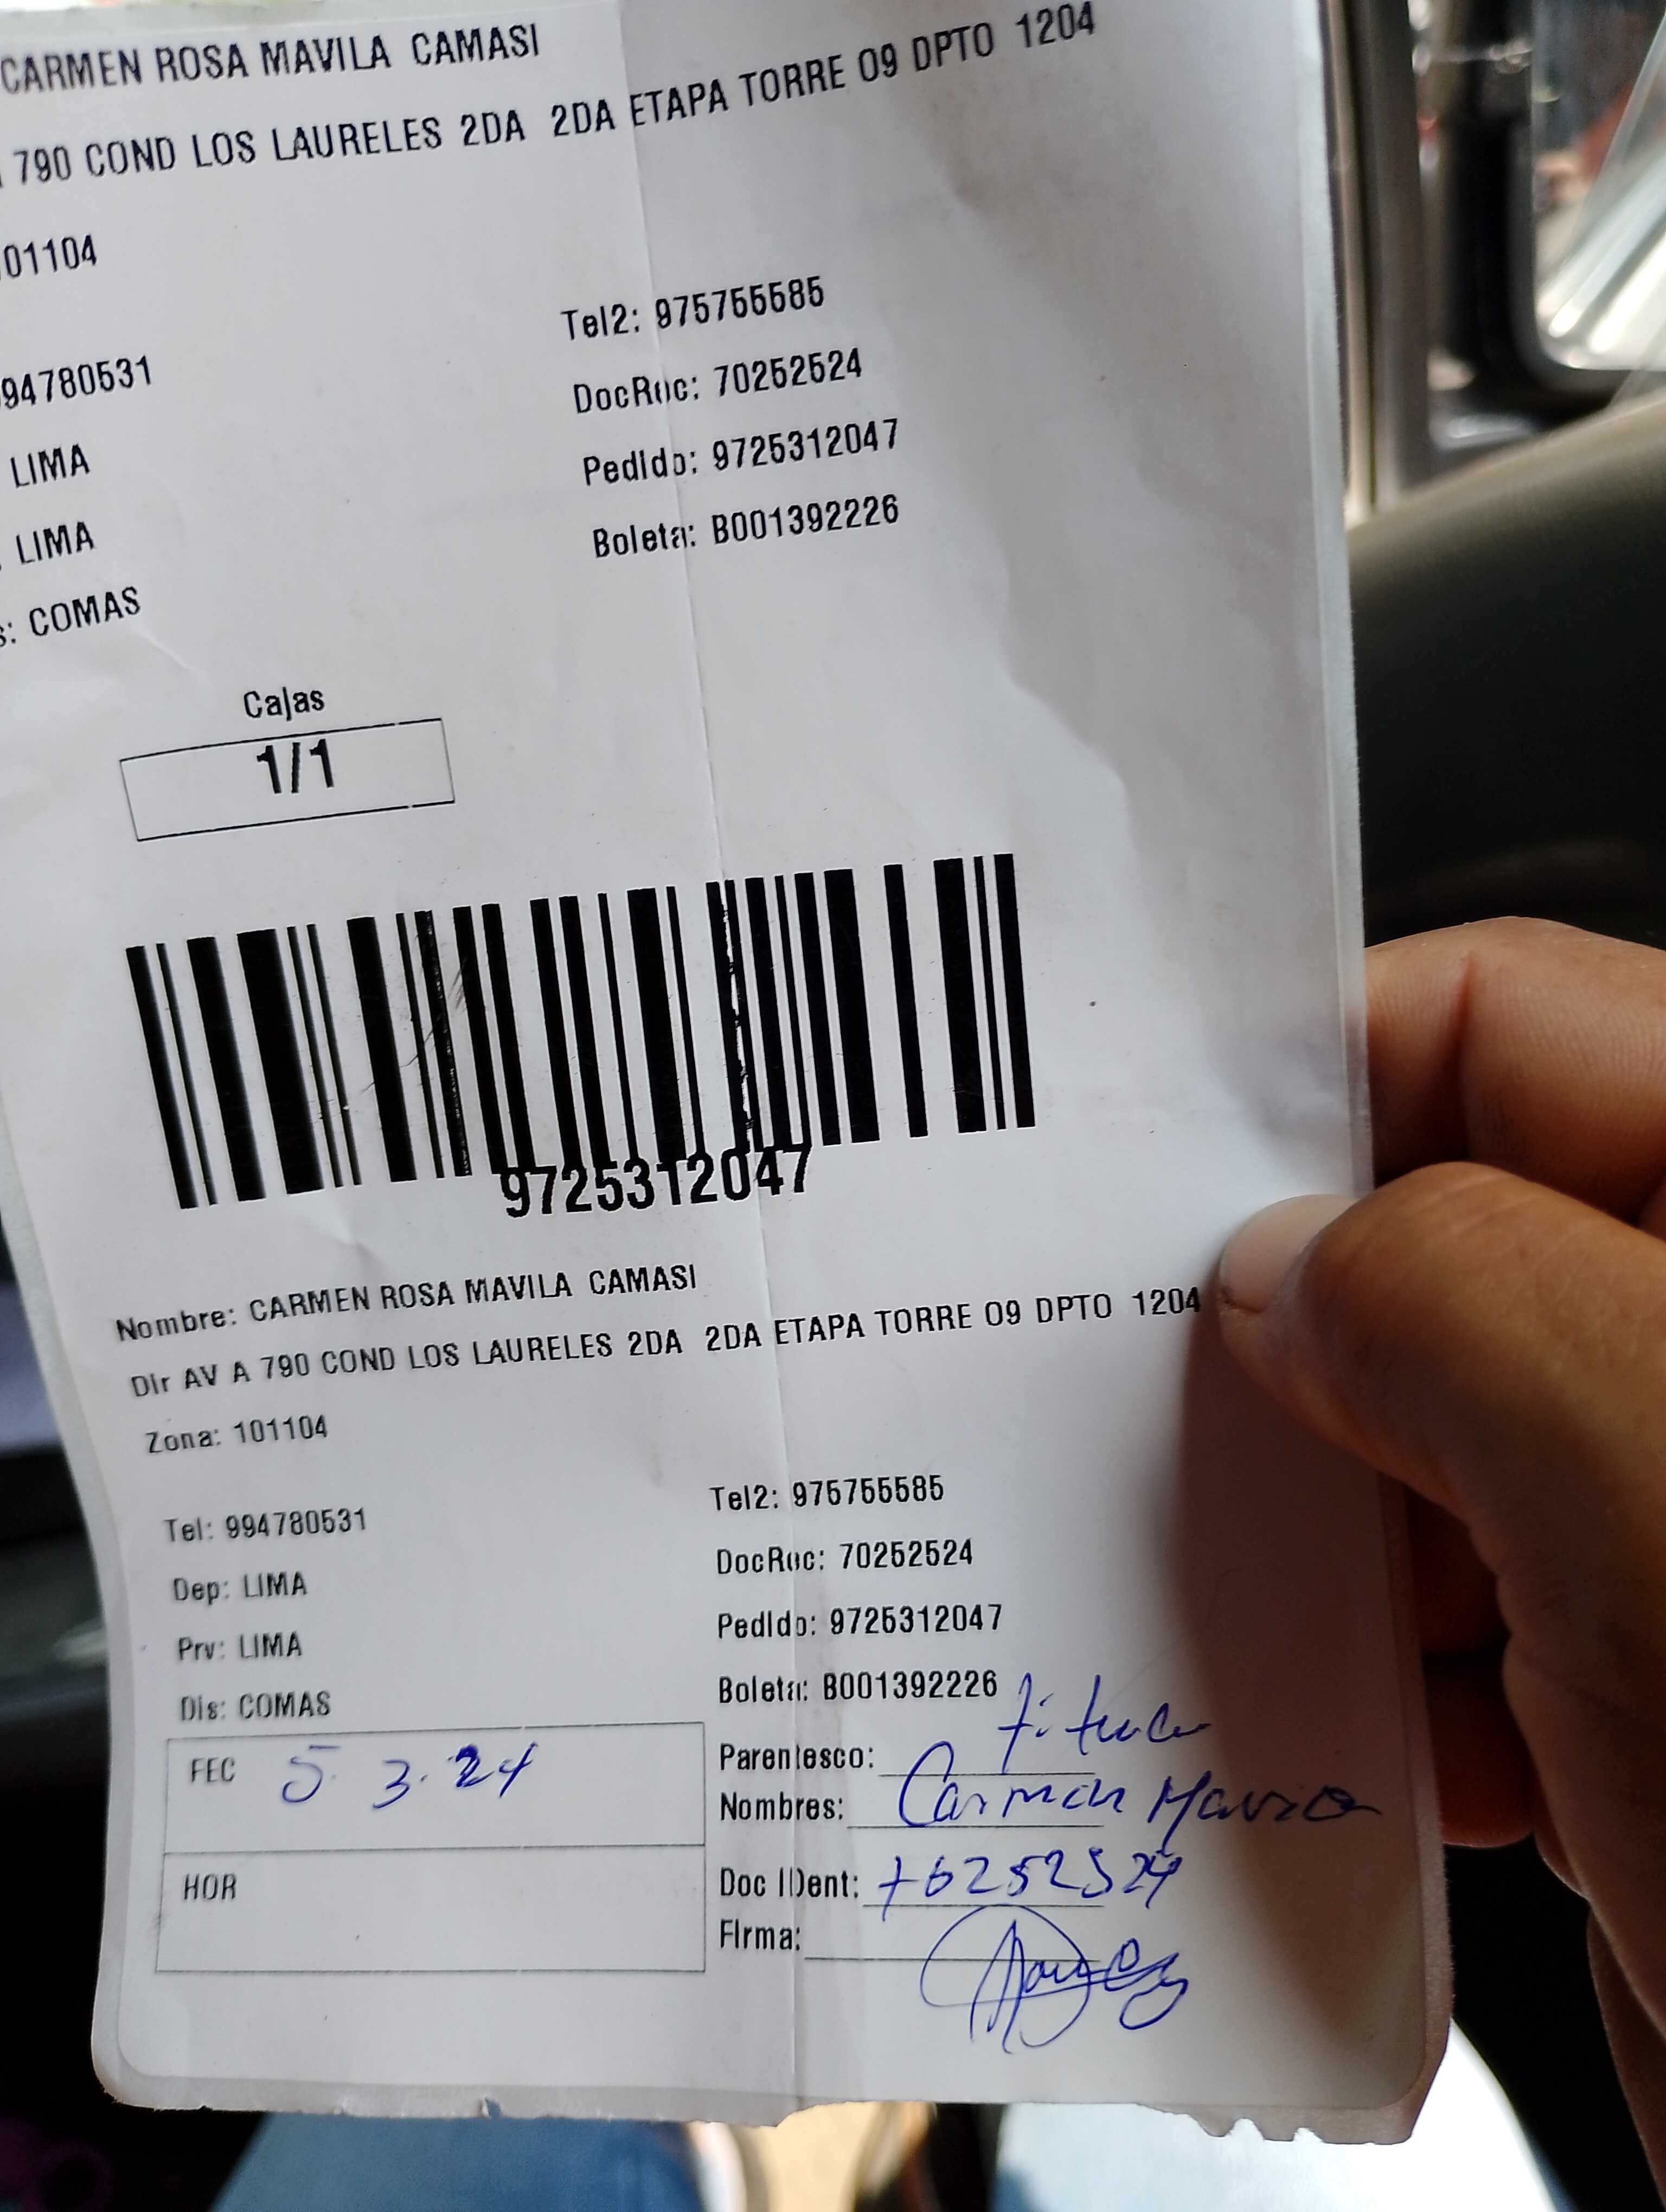 CARMEN ROSA MAVILA CAMASI
790 COND LOS LAURELES 2DA 2DA ETAPA TORRE 09 DPTO 1204
01104
Tel2: 975755585
94780531
DocRuc: 70252524
LIMA
Pedido: 9725312047
LIMA
Boleta: B001392226
s: COMAS
Cajas
1/1
9725312047
Nombre: CARMEN ROSA MAVILA CAMASI
Dir AV A 790 COND LOS LAURELES 2DA 2DA ETAPA TORRE 09 DPTO 1204
Zona: 101104
Tel: 994780531
Tel2: 975755585
Dep: LIMA
DocRuc: 70252524
Prv: LIMA
Pedido: 9725312047
Dis: COMAS
Boleta: B001392226
FEC 5 3.24
Parentesco: titular
Nombres: Carmen
HOR
Doc IDent: 70252524
Firma: